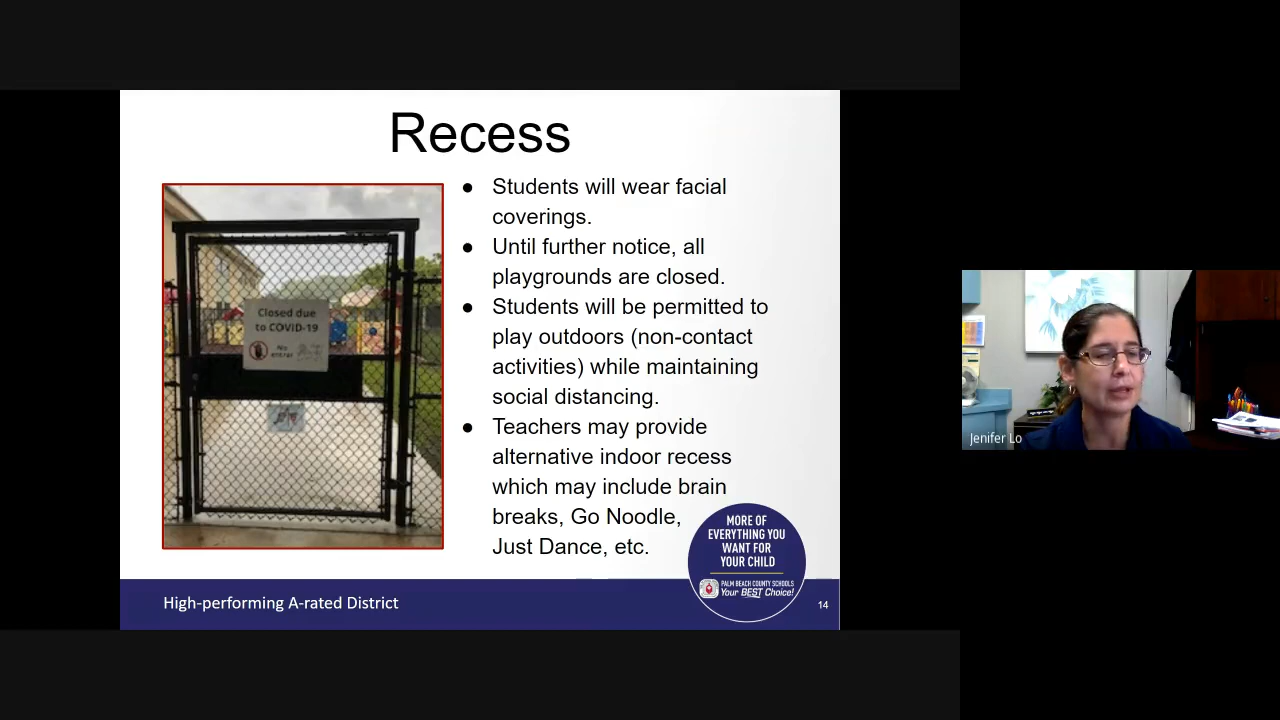 Recess
● Students will wear facial
coverings.
● Until further notice, all
playgrounds are closed.
● Students will be permitted to
play outdoors (non-contact
activities) while maintaining
social distancing.
● Teachers may provide
alternative indoor recess
which may include brain
breaks, Go Noodle,
Just Dance, etc.
Closed due
to COVID-19
No
entrar
MORE OF
EVERYTHING YOU
WANT FOR
YOUR CHILD
PALM BEACH COUNTY SCHOOLS
Your BEST Choice!
High-performing A-rated District
14
Jenifer Lo